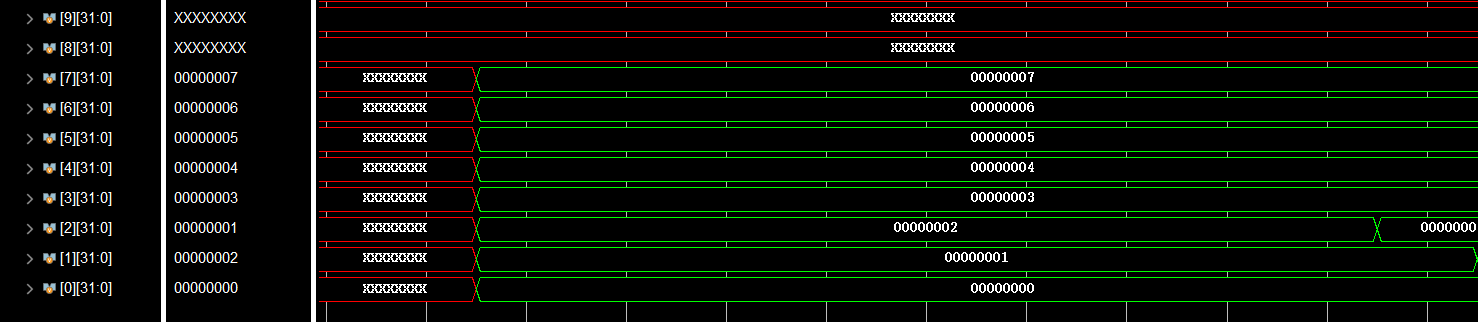 [9][31:0] XXXXXXXX XXXXXXXX
[8][31:0] XXXXXXXX XXXXXXXX
[7][31:0] 00000007 XXXXXXXX 00000007
[6][31:0] 00000006 XXXXXXXX 00000006
[5][31:0] 00000005 XXXXXXXX 00000005
[4][31:0] 00000004 XXXXXXXX 00000004
[3][31:0] 00000003 XXXXXXXX 00000003
[2][31:0] 00000001 XXXXXXXX 00000002 0000000
[1][31:0] 00000002 XXXXXXXX 00000001
[0][31:0] 00000000 XXXXXXXX 00000000